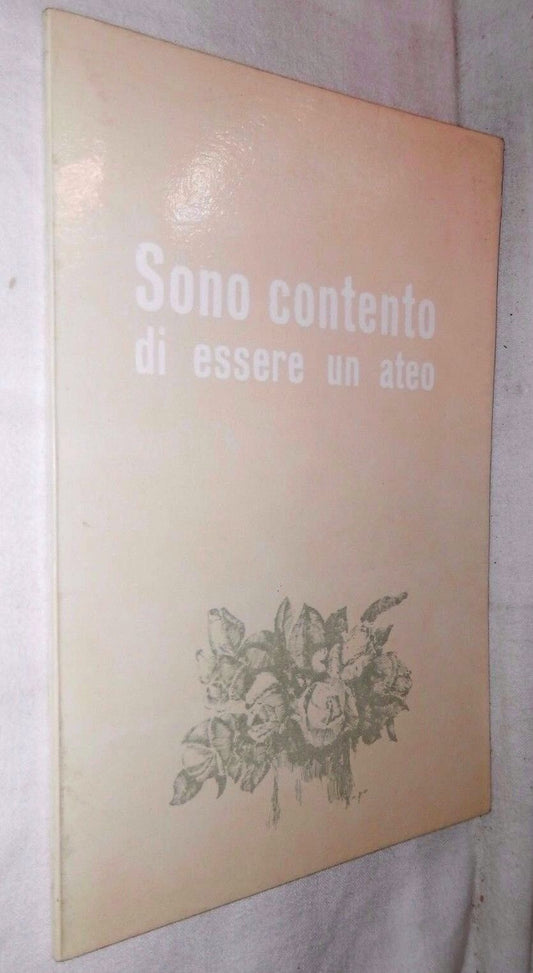 Sono contento
di essere un ateo